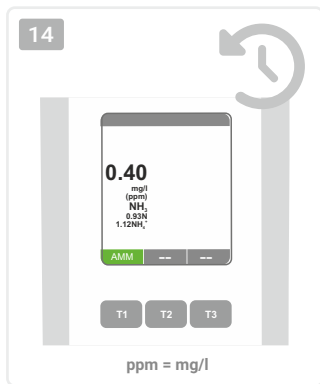 14
0.40
mg/l
(ppm)
NH₃
0.93N
1.12NH₄⁺
AMM -- --
T1 T2 T3
ppm = mg/l